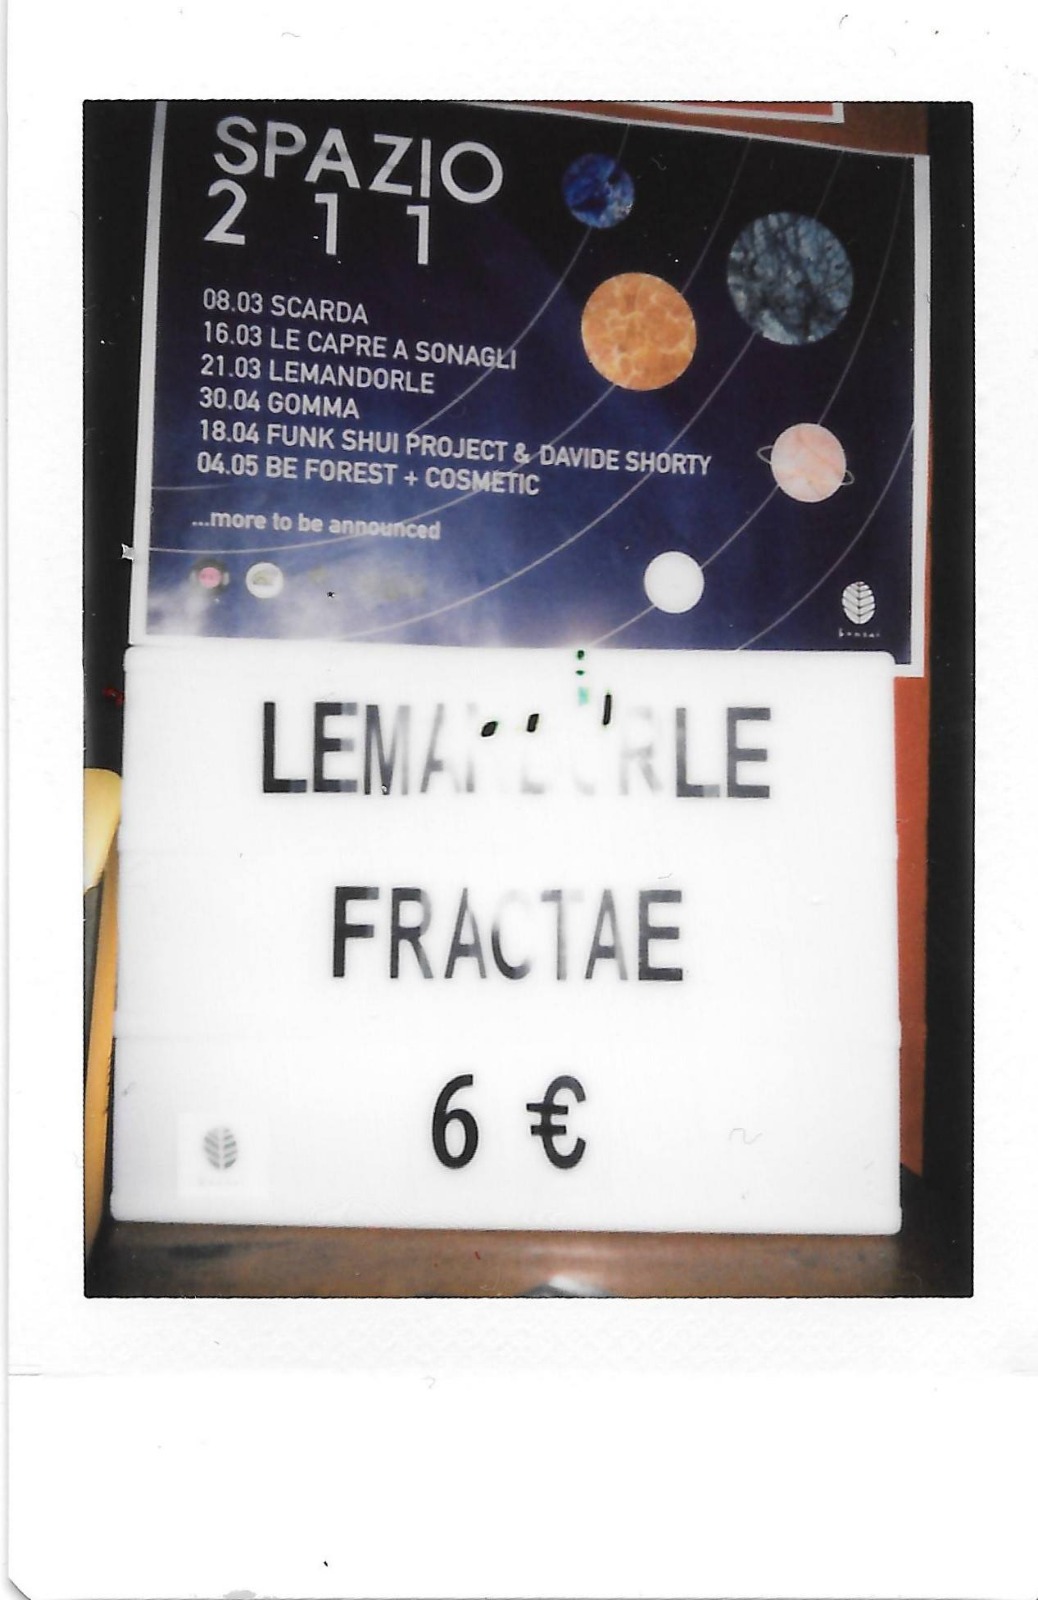 SPAZIO
211
08.03 SCARDA
16.03 LE CAPRE A SONAGLI
21.03 LEMANDORLE
30.04 GOMMA
18.04 FUNK SHUI PROJECT & DAVIDE SHORTY
04.05 BE FOREST + COSMETIC
...more to be announced
bonsai
LEMANDORLE
FRACTAE
6 €